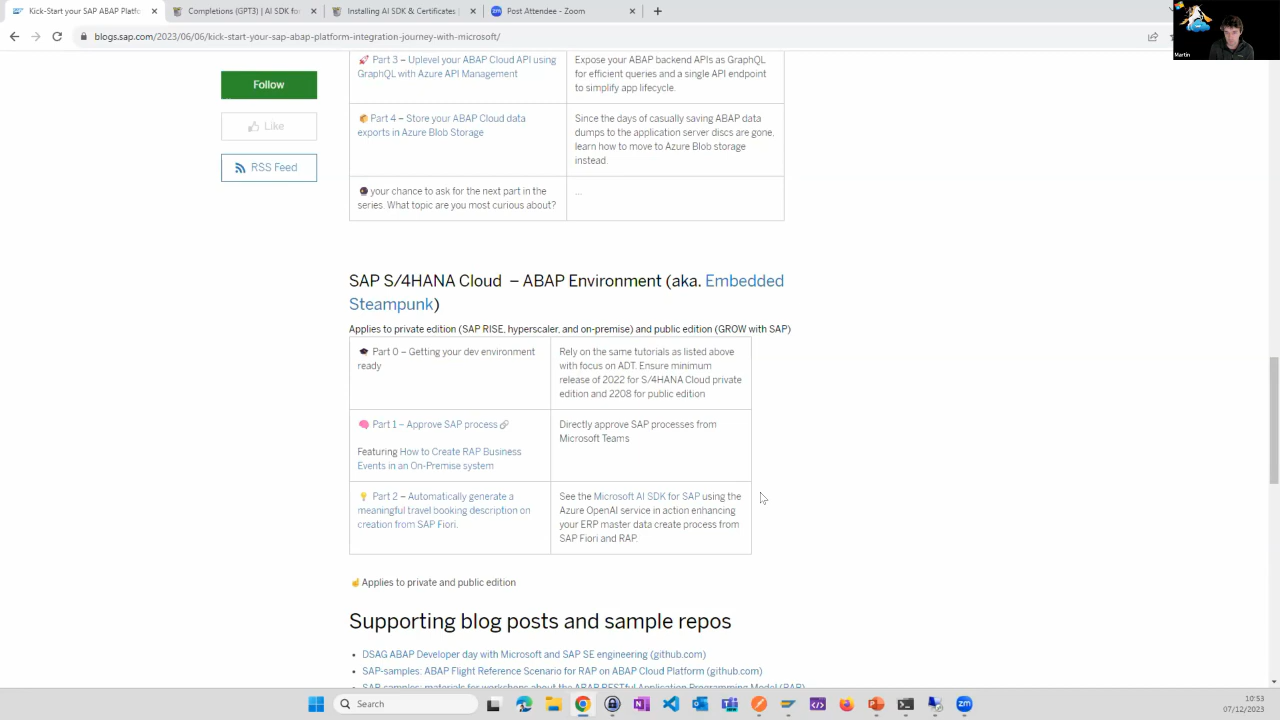 Kick-Start your SAP ABAP Platfo
Completions (GPT3) | AI SDK for
Installing AI SDK & Certificates |
Post Attendee - Zoom
blogs.sap.com/2023/06/06/kick-start-your-sap-abap-platform-integration-journey-with-microsoft/
Martin
Follow
Like
RSS Feed
Part 3 – Uplevel your ABAP Cloud API using
GraphQL with Azure API Management
Expose your ABAP backend APIs as GraphQL
for efficient queries and a single API endpoint
to simplify app lifecycle.
Part 4 – Store your ABAP Cloud data
exports in Azure Blob Storage
Since the days of casually saving ABAP data
dumps to the application server discs are gone,
learn how to move to Azure Blob storage
instead.
your chance to ask for the next part in the
series. What topic are you most curious about?
...
SAP S/4HANA Cloud – ABAP Environment (aka. Embedded
Steampunk)
Applies to private edition (SAP RISE, hyperscaler, and on-premise) and public edition (GROW with SAP)
Part 0 – Getting your dev environment
ready
Rely on the same tutorials as listed above
with focus on ADT. Ensure minimum
release of 2022 for S/4HANA Cloud private
edition and 2208 for public edition
Part 1 – Approve SAP process
Featuring How to Create RAP Business
Events in an On-Premise system
Directly approve SAP processes from
Microsoft Teams
Part 2 – Automatically generate a
meaningful travel booking description on
creation from SAP Fiori.
See the Microsoft AI SDK for SAP using the
Azure OpenAI service in action enhancing
your ERP master data create process from
SAP Fiori and RAP.
Applies to private and public edition
Supporting blog posts and sample repos
DSAG ABAP Developer day with Microsoft and SAP SE engineering (github.com)
SAP-samples: ABAP Flight Reference Scenario for RAP on ABAP Cloud Platform (github.com)
SAP-samples: materials for workshops about the ABAP RESTful Application Programming Model (RAP)
Search
10:53
07/12/2023